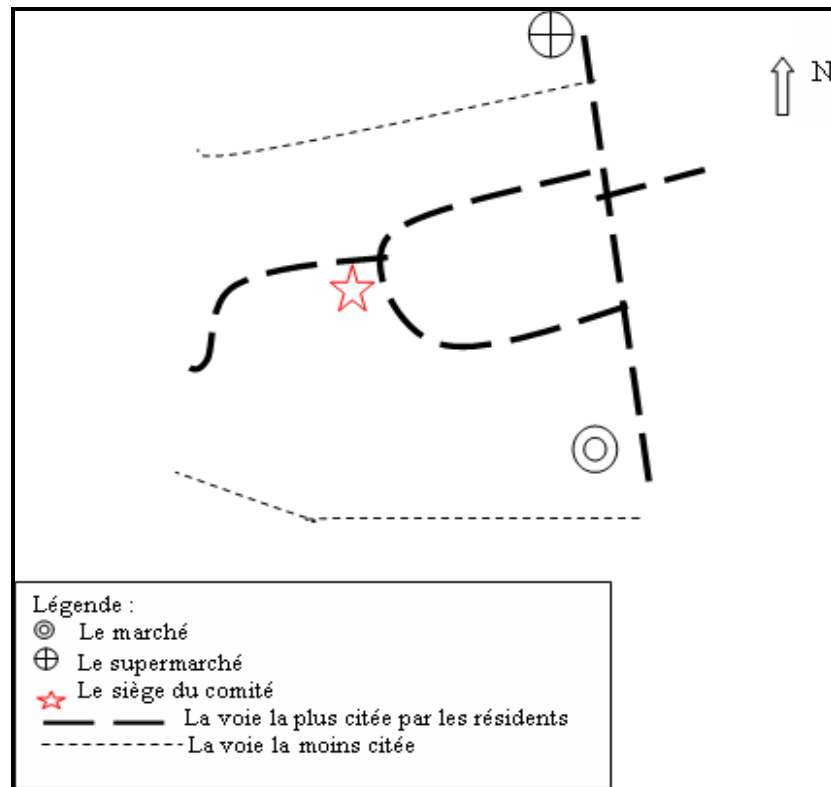 N
Légende :
Le marché
Le supermarché
Le siège du comité
La voie la plus citée par les résidents
La voie la moins citée